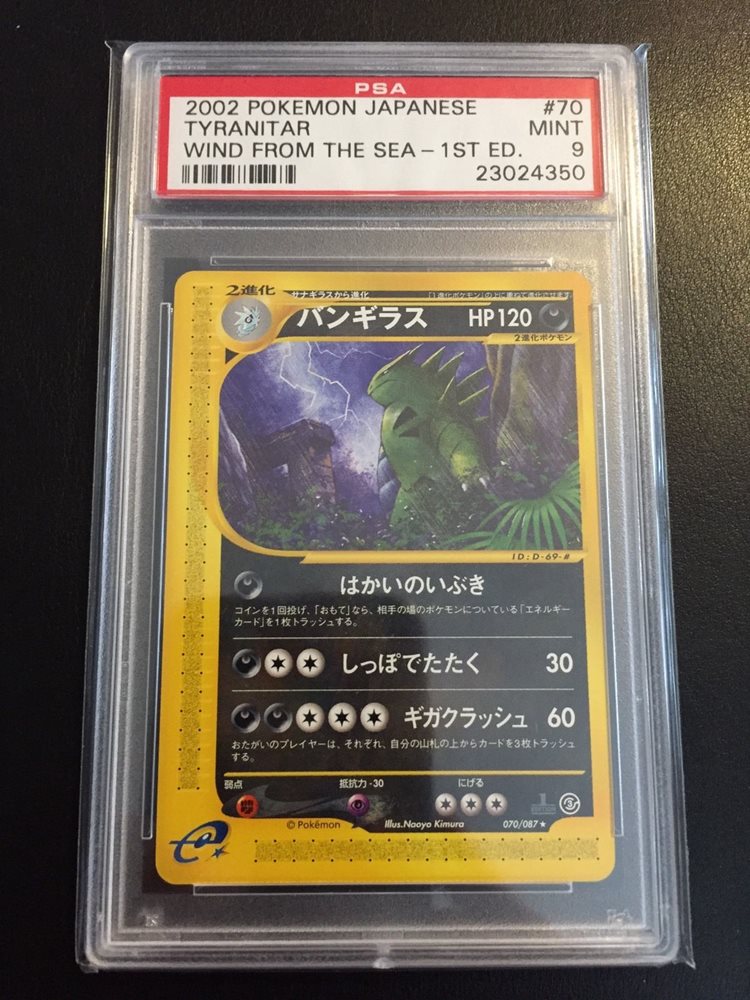 PSA
2002 POKEMON JAPANESE #70
TYRANITAR MINT
WIND FROM THE SEA - 1ST ED. 9
23024350
2進化
サナギラスから進化
バンギラス HP120
2進化ポケモン
ID:D-69-#
はかいのいぶき
コインを1回投げ、「おもて」なら、相手の場のポケモンについている「エネルギー
カード」を1枚トラッシュする。
しっぽでたたく 30
ギガクラッシュ 60
おたがいのプレイヤーは、それぞれ、自分の山札の上からカードを3枚トラッシュ
する。
弱点 抵抗力-30 にげる
1 EDITION
© Pokémon Illus.Naoyo Kimura 070/087★
e